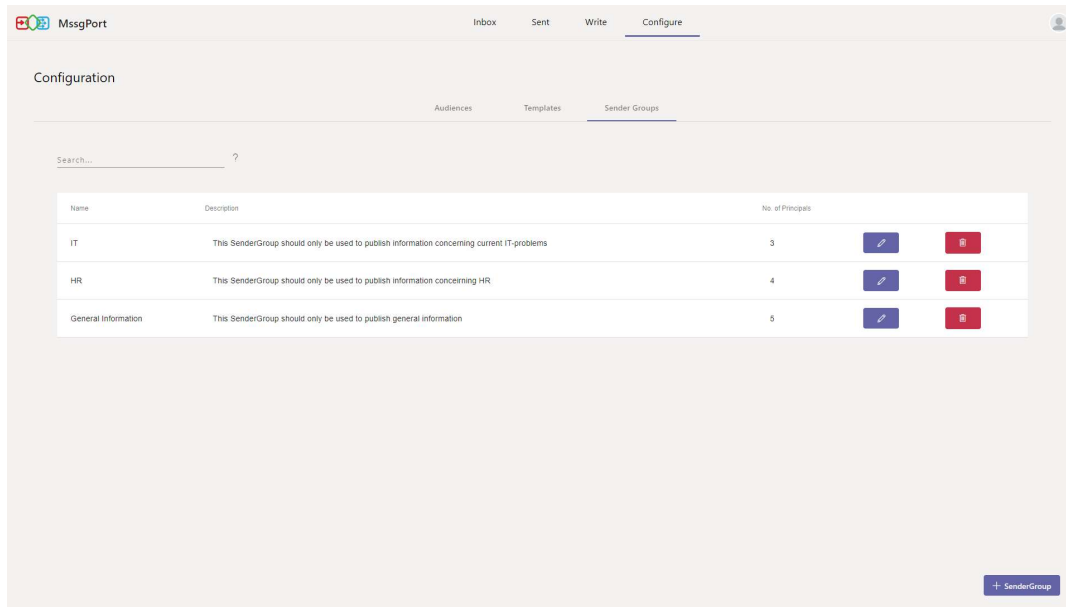 MssgPort Inbox Sent Write Configure
Configuration
Audiences Templates Sender Groups
Search... ?
Name Description No. of Principals
IT This SenderGroup should only be used to publish information concerning current IT-problems 3
HR This SenderGroup should only be used to publish information conceirning HR 4
General Information This SenderGroup should only be used to publish general information 5
+ SenderGroup